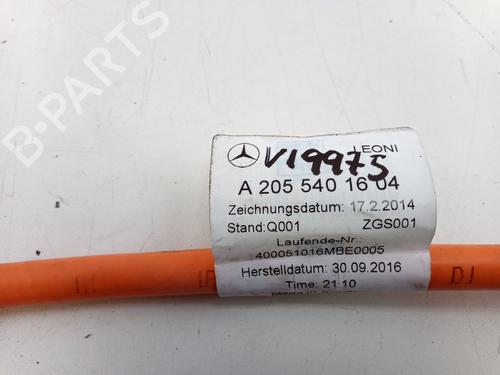 B-PARTS
LEONI
V19975
A 205 540 16 04
Zeichnungsdatum: 17.2.2014
Stand:Q001 ZGS001
Laufende-Nr.:
400051016MBE0005
Herstelldatum: 30.09.2016
Time: 21:10
DI